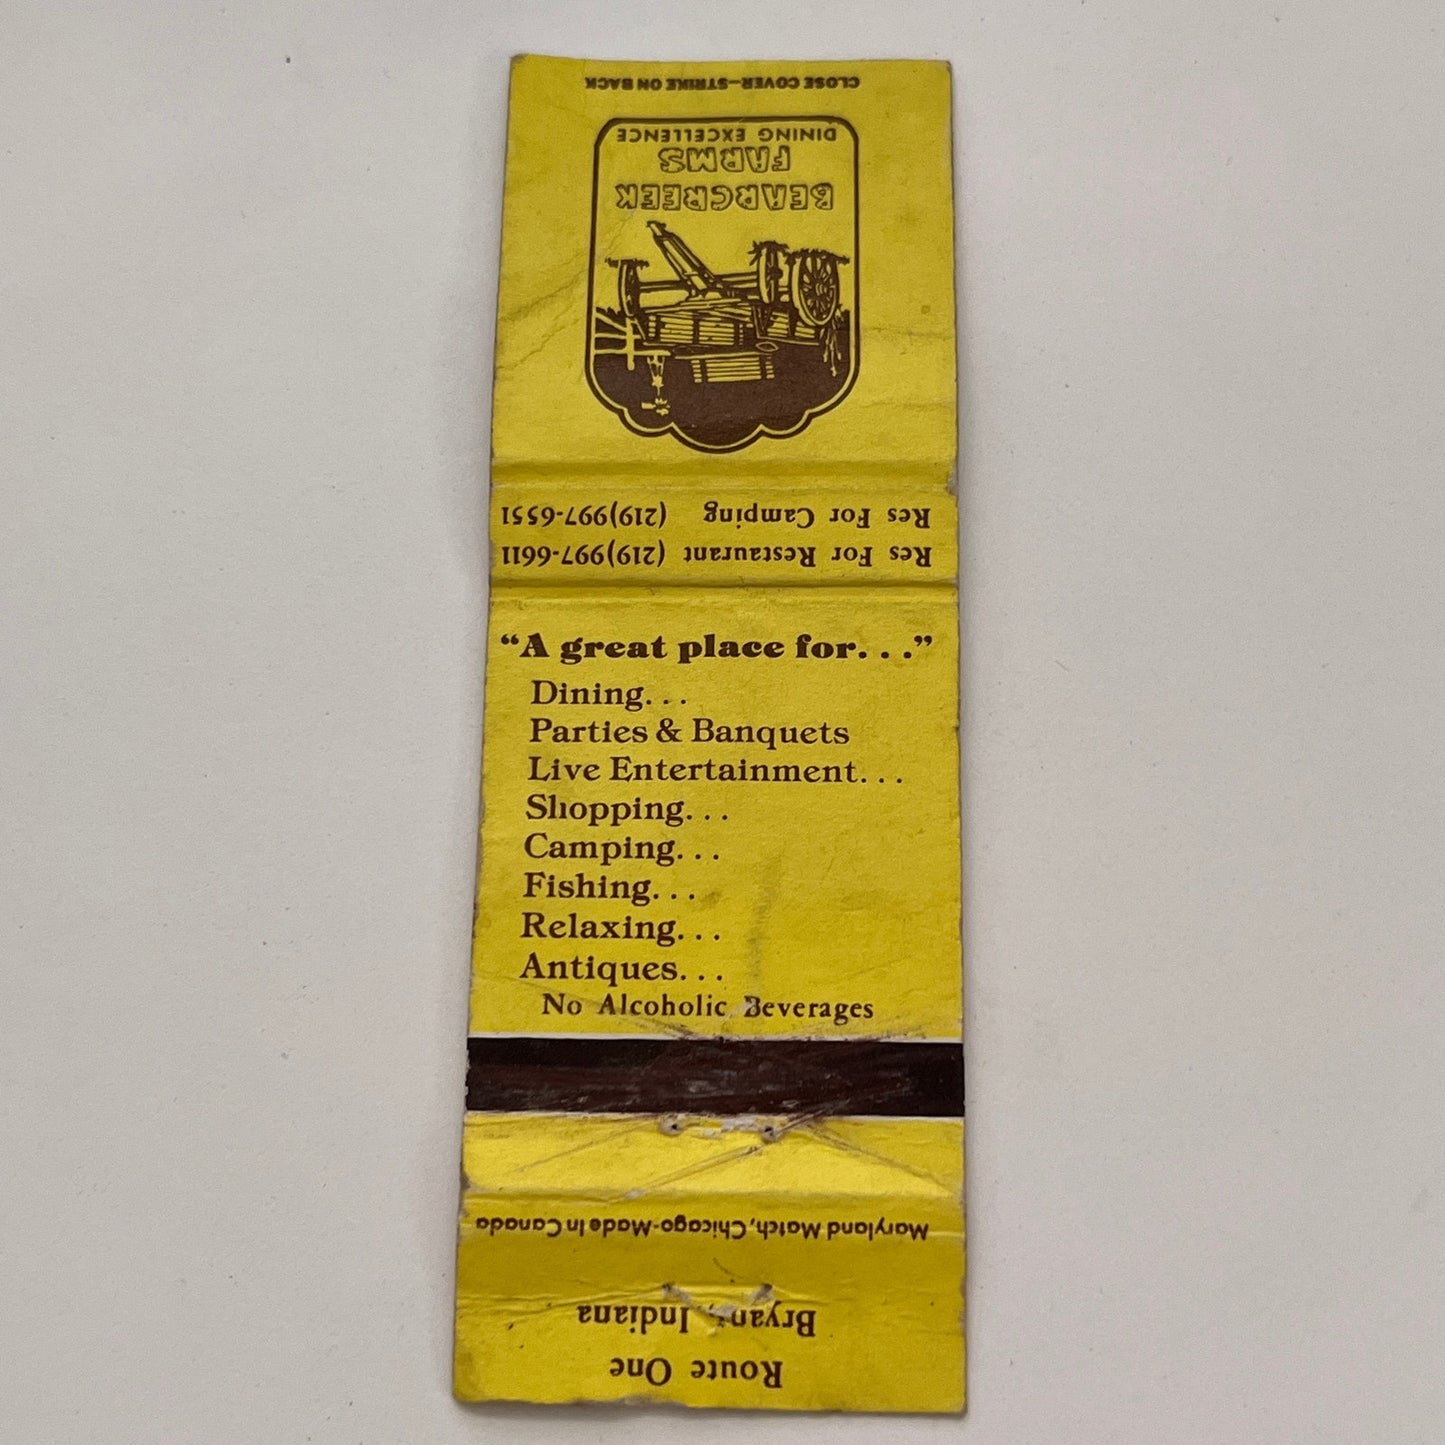 CLOSE COVER—STRIKE ON BACK
DINING EXCELLENCE
FARMS
BEARCREEK
Res For Camping (219)997-6551
Res For Restaurant (219)997-6611
“A great place for. . .”
Dining. . .
Parties & Banquets
Live Entertainment. . .
Shopping. . .
Camping. . .
Fishing. . .
Relaxing. . .
Antiques. . .
No Alcoholic Beverages
Maryland Match, Chicago-Made In Canada
Bryant, Indiana
Route One